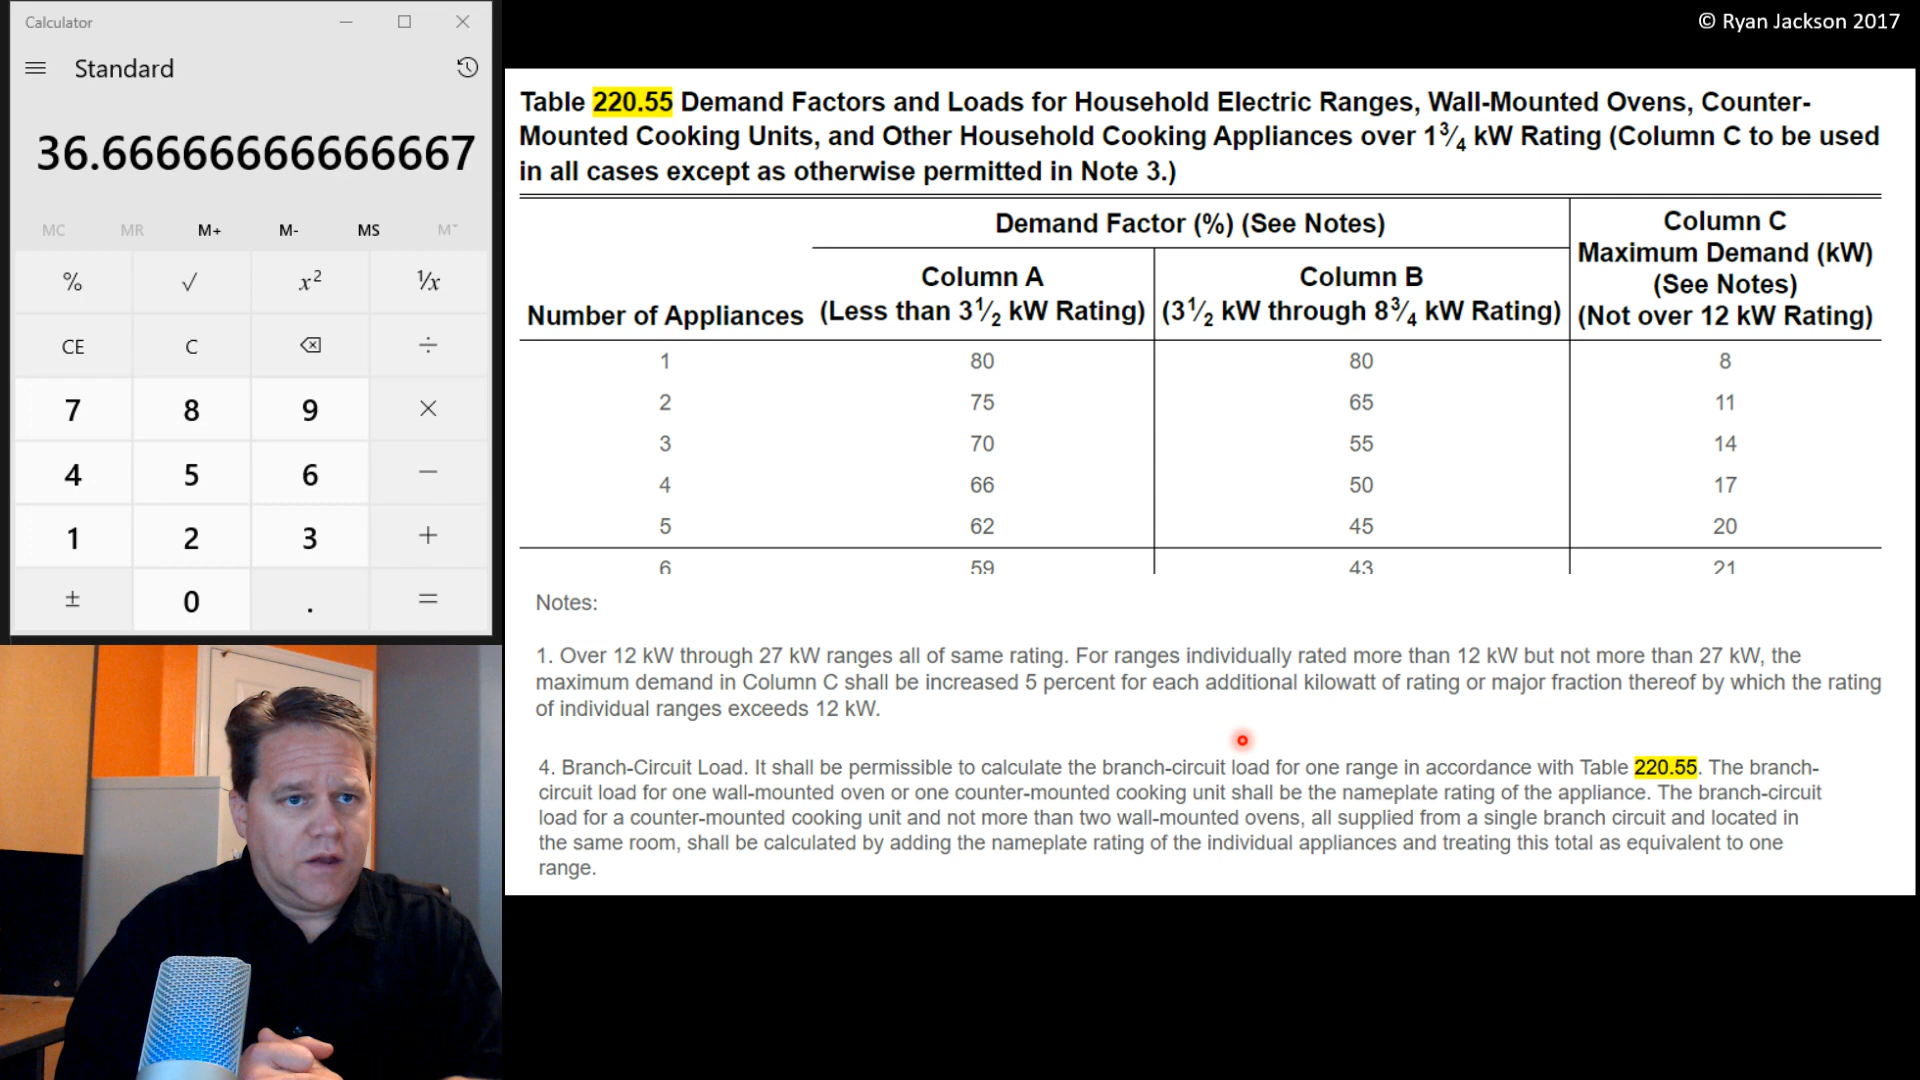 Calculator
Standard
36.66666666666667
MC MR M+ M- MS M˅
% √ x² ¹/x
CE C ⌫ ÷
7 8 9 ×
4 5 6 −
1 2 3 +
± 0 . =
© Ryan Jackson 2017
Table 220.55 Demand Factors and Loads for Household Electric Ranges, Wall-Mounted Ovens, Counter-
Mounted Cooking Units, and Other Household Cooking Appliances over 1¾ kW Rating (Column C to be used
in all cases except as otherwise permitted in Note 3.)
Demand Factor (%) (See Notes)
Column C
Maximum Demand (kW)
(See Notes)
(Not over 12 kW Rating)
Number of Appliances
Column A
(Less than 3½ kW Rating)
Column B
(3½ kW through 8¾ kW Rating)
1 80 80 8
2 75 65 11
3 70 55 14
4 66 50 17
5 62 45 20
6 59 43 21
Notes:
1. Over 12 kW through 27 kW ranges all of same rating. For ranges individually rated more than 12 kW but not more than 27 kW, the
maximum demand in Column C shall be increased 5 percent for each additional kilowatt of rating or major fraction thereof by which the rating
of individual ranges exceeds 12 kW.
4. Branch-Circuit Load. It shall be permissible to calculate the branch-circuit load for one range in accordance with Table 220.55. The branch-
circuit load for one wall-mounted oven or one counter-mounted cooking unit shall be the nameplate rating of the appliance. The branch-circuit
load for a counter-mounted cooking unit and not more than two wall-mounted ovens, all supplied from a single branch circuit and located in
the same room, shall be calculated by adding the nameplate rating of the individual appliances and treating this total as equivalent to one
range.